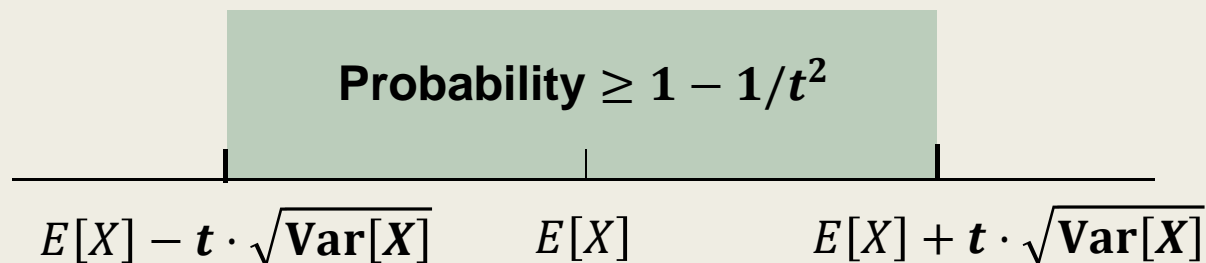 Probability ≥ 1 − 1/t²
E[X] − t · √Var[X] E[X] E[X] + t · √Var[X]